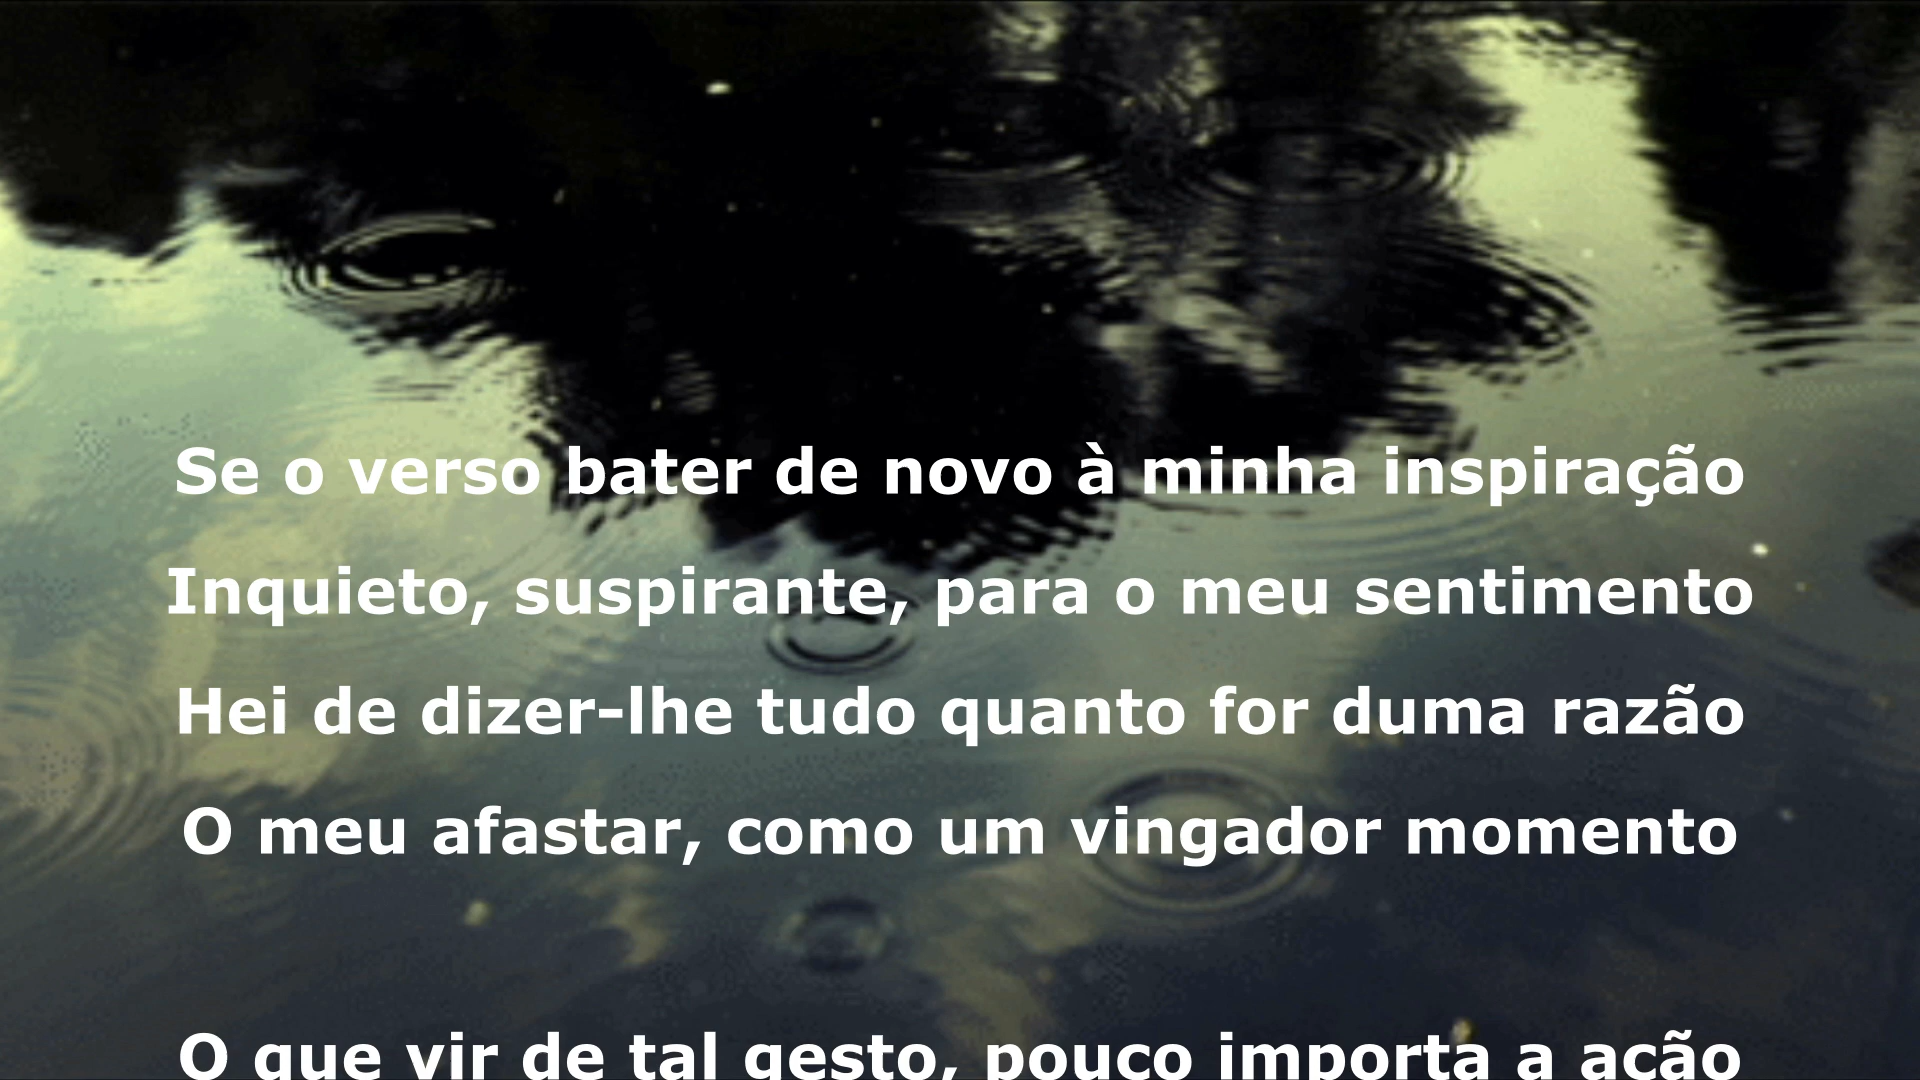 Se o verso bater de novo à minha inspiração
Inquieto, suspirante, para o meu sentimento
Hei de dizer-lhe tudo quanto for duma razão
O meu afastar, como um vingador momento
O que vir de tal gesto, pouco importa a ação